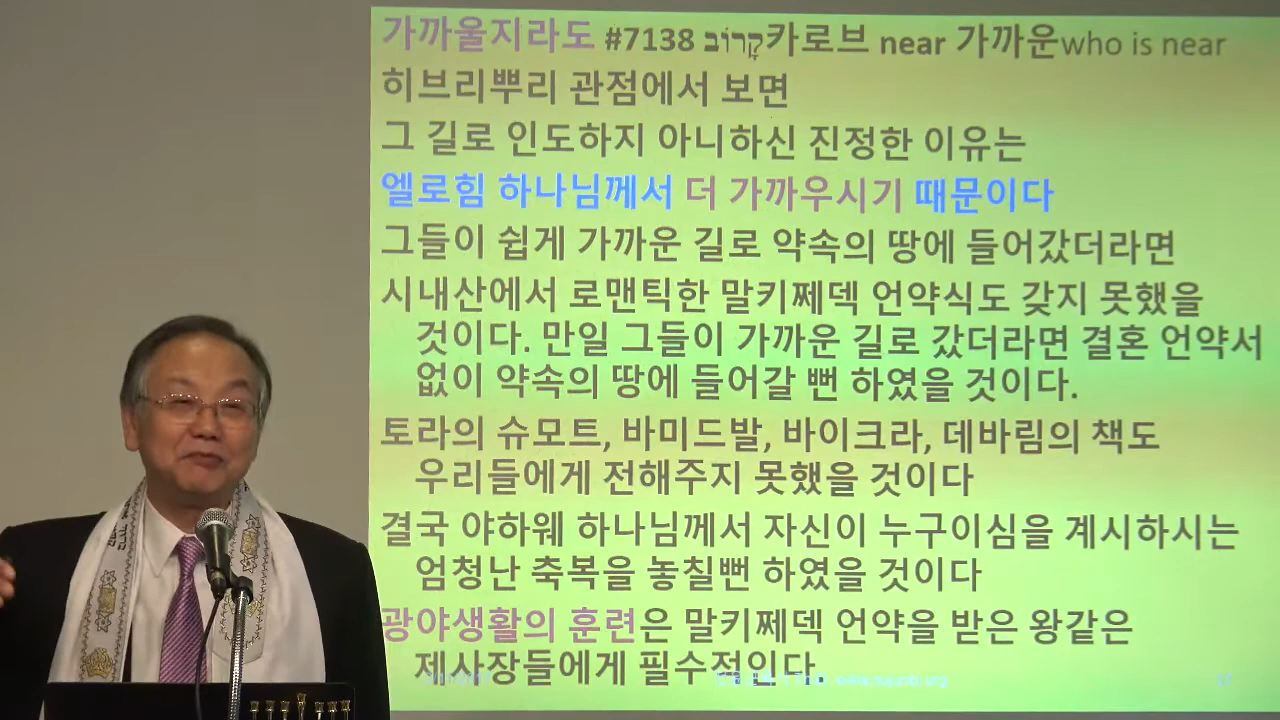 가까울지라도 #7138 קָרוֹב카로브 near 가까운who is near
히브리뿌리 관점에서 보면
그 길로 인도하지 아니하신 진정한 이유는
엘로힘 하나님께서 더 가까우시기 때문이다
그들이 쉽게 가까운 길로 약속의 땅에 들어갔더라면
시내산에서 로맨틱한 말키쩨덱 언약식도 갖지 못했을
것이다. 만일 그들이 가까운 길로 갔더라면 결혼 언약서
없이 약속의 땅에 들어갈 뻔 하였을 것이다.
토라의 슈모트, 바미드발, 바이크라, 데바림의 책도
우리들에게 전해주지 못했을 것이다
결국 야하웨 하나님께서 자신이 누구이심을 계시하시는
엄청난 축복을 놓칠뻔 하였을 것이다
광야생활의 훈련은 말키쩨덱 언약을 받은 왕같은
제사장들에게 필수적인다.